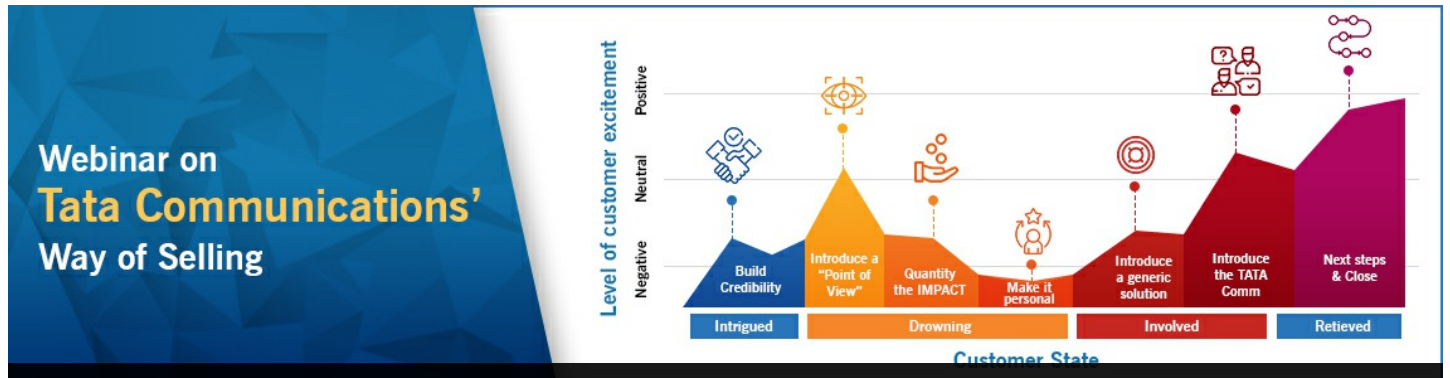 Webinar on
Tata Communications’
Way of Selling
Level of customer excitement
Positive
Neutral
Negative
Build
Credibility
Introduce a
“Point of
View”
Quantity
the IMPACT
Make it
personal
Introduce
a generic
solution
Introduce
the TATA
Comm
Next steps
& Close
Intrigued
Drowning
Involved
Retieved
Customer State